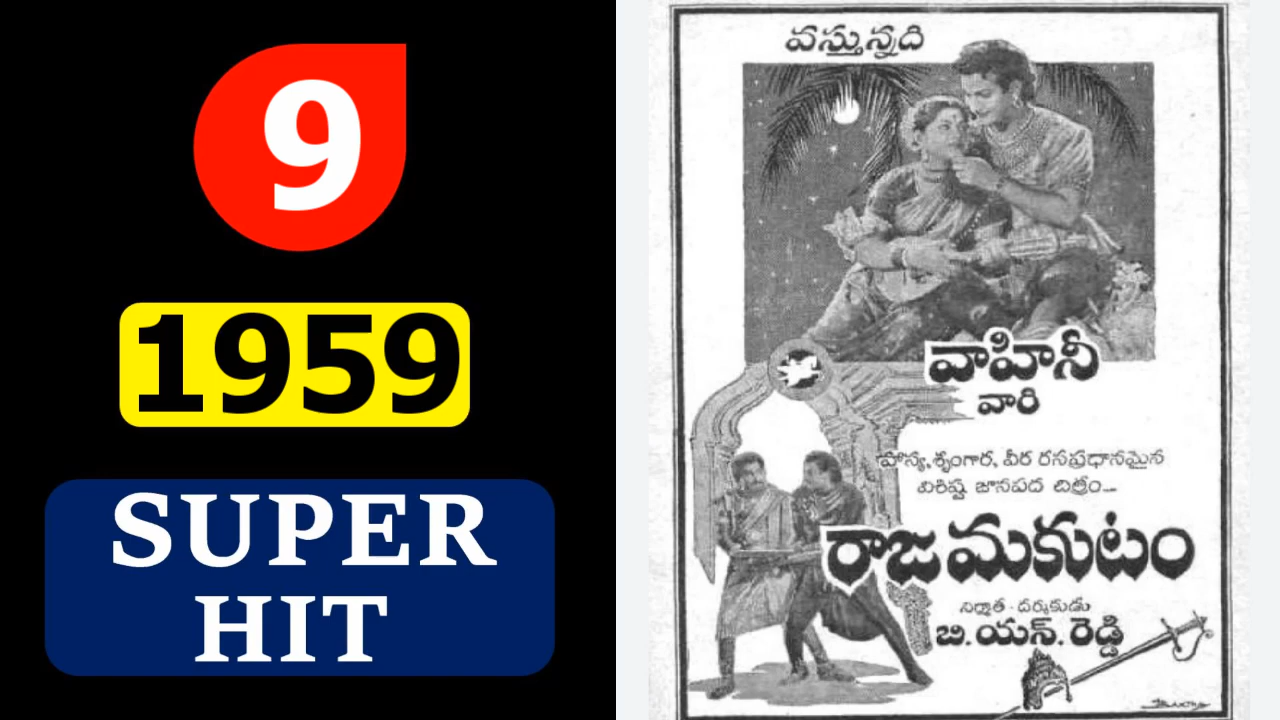 9
1959
SUPER
HIT
వస్తున్నది
వాహినీ
వారి
హాస్య, శృంగార, వీర రసప్రధానమైన
విశిష్ట జానపద చిత్రం...
రాజమకుటం
నిర్మాత - దర్శకుడు
బి. యన్. రెడ్డి